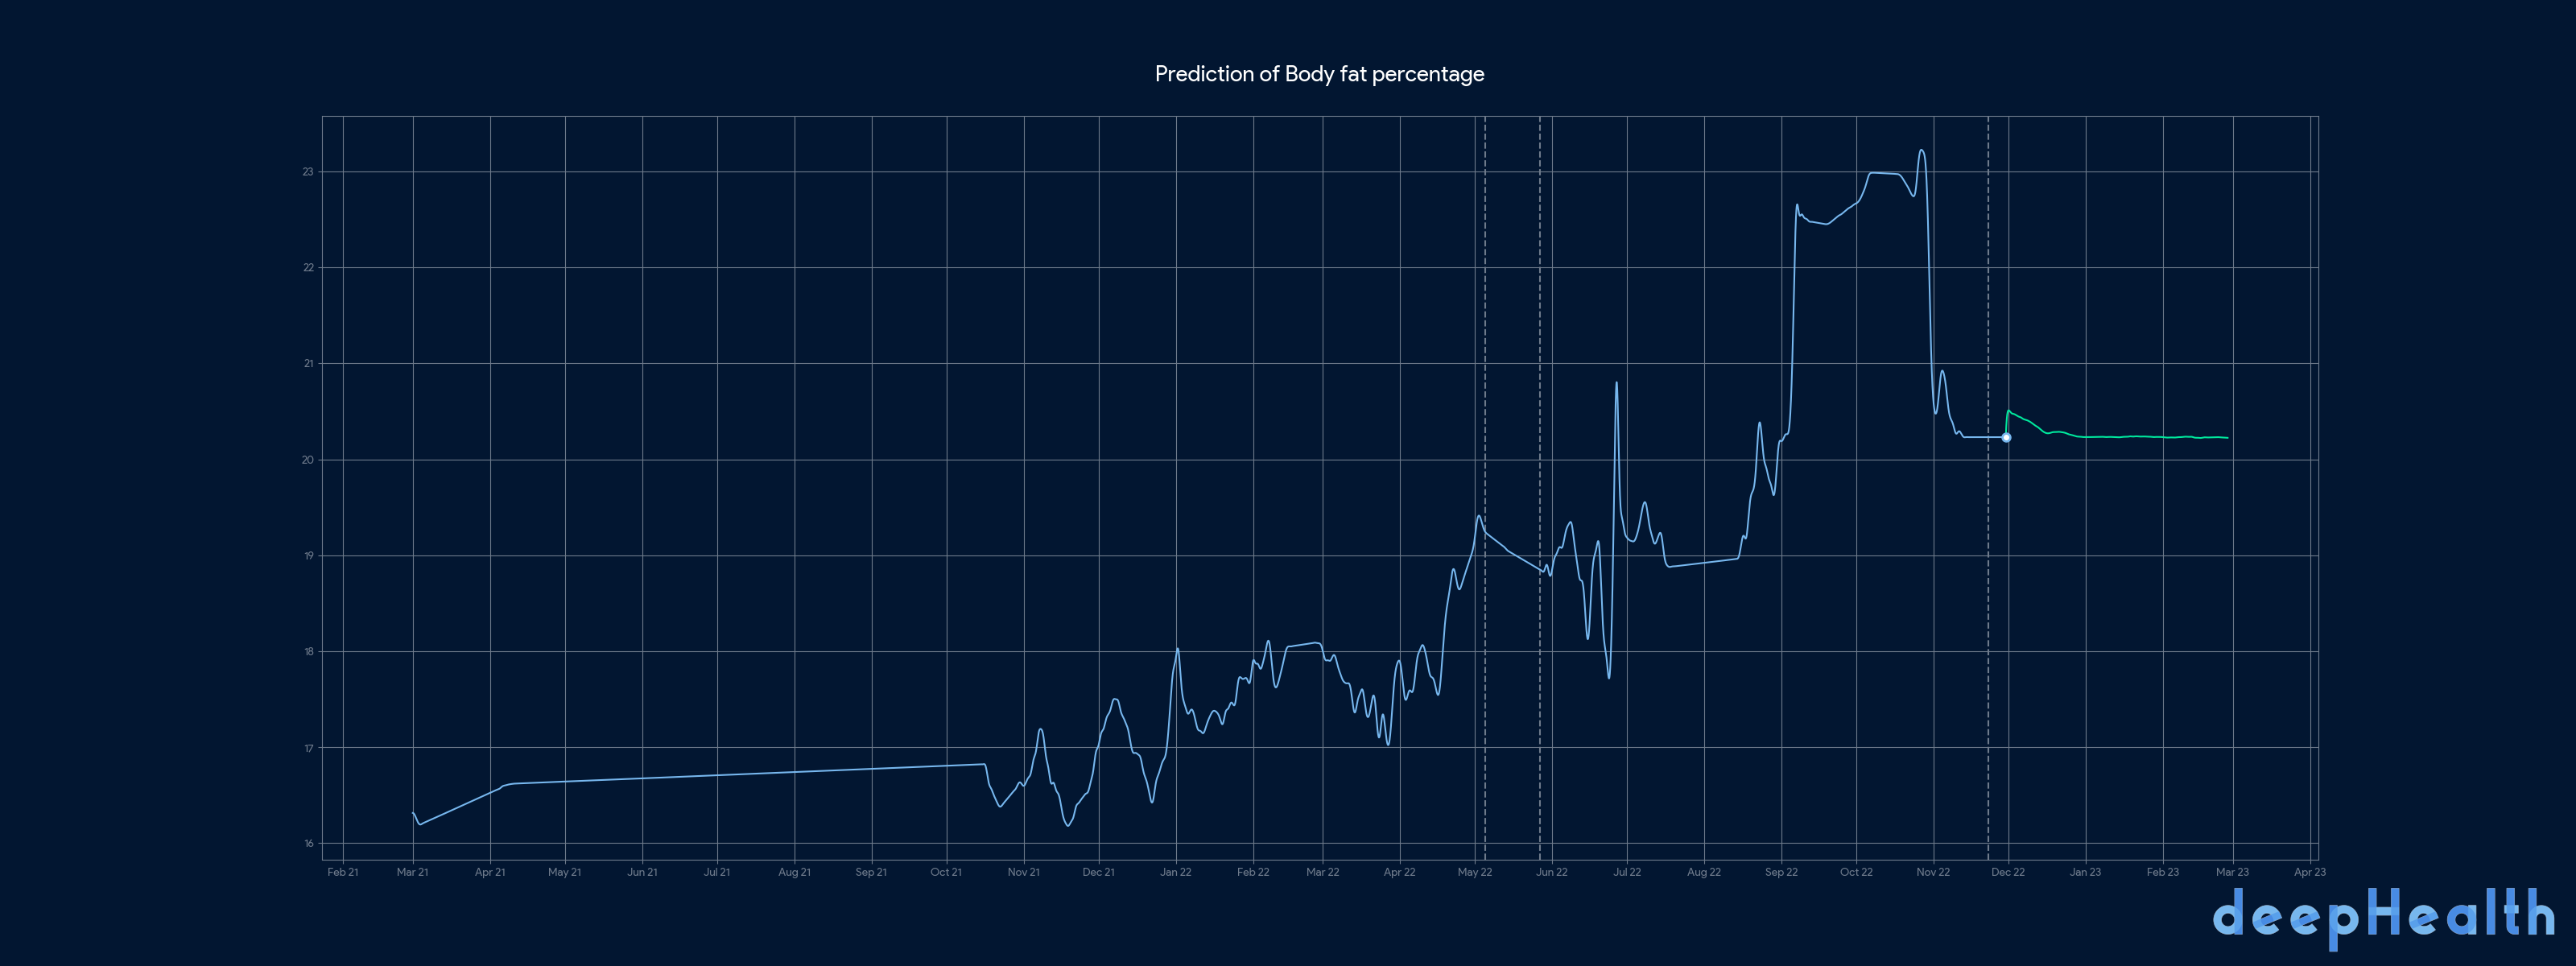 Prediction of Body fat percentage
23
22
21
20
19
18
17
16
Feb 21 Mar 21 Apr 21 May 21 Jun 21 Jul 21 Aug 21 Sep 21 Oct 21 Nov 21 Dec 21 Jan 22 Feb 22 Mar 22 Apr 22 May 22 Jun 22 Jul 22 Aug 22 Sep 22 Oct 22 Nov 22 Dec 22 Jan 23 Feb 23 Mar 23 Apr 23
deepHealth